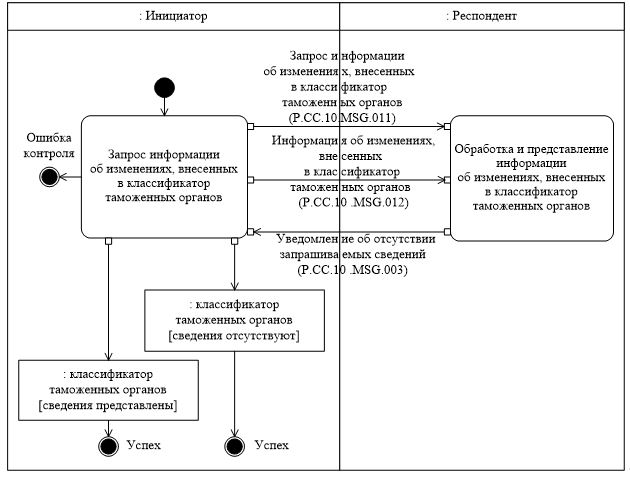 : Инициатор
: Респондент
Запрос информации
об изменениях, внесенных
в классификатор
таможенных органов
(P.CC.10.MSG.011)
Ошибка
контроля
Запрос информации
об изменениях, внесенных
в классификатор
таможенных органов
Информация об изменениях,
внесенных
в классификатор
таможенных органов
(P.CC.10 .MSG.012)
Обработка и представление
информации
об изменениях, внесенных
в классификатор
таможенных органов
Уведомление об отсутствии
запрашиваемых сведений
(P.CC.10 .MSG.003)
: классификатор
таможенных органов
[сведения отсутствуют]
: классификатор
таможенных органов
[сведения представлены]
Успех
Успех